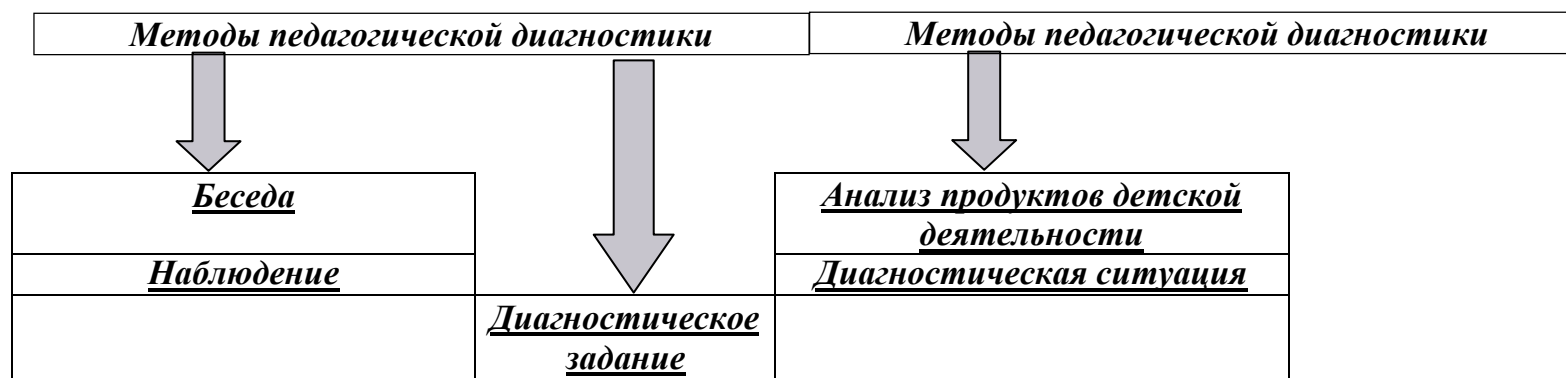 Методы педагогической диагностики
Методы педагогической диагностики
Беседа
Анализ продуктов детской
деятельности
Наблюдение
Диагностическая ситуация
Диагностическое
задание